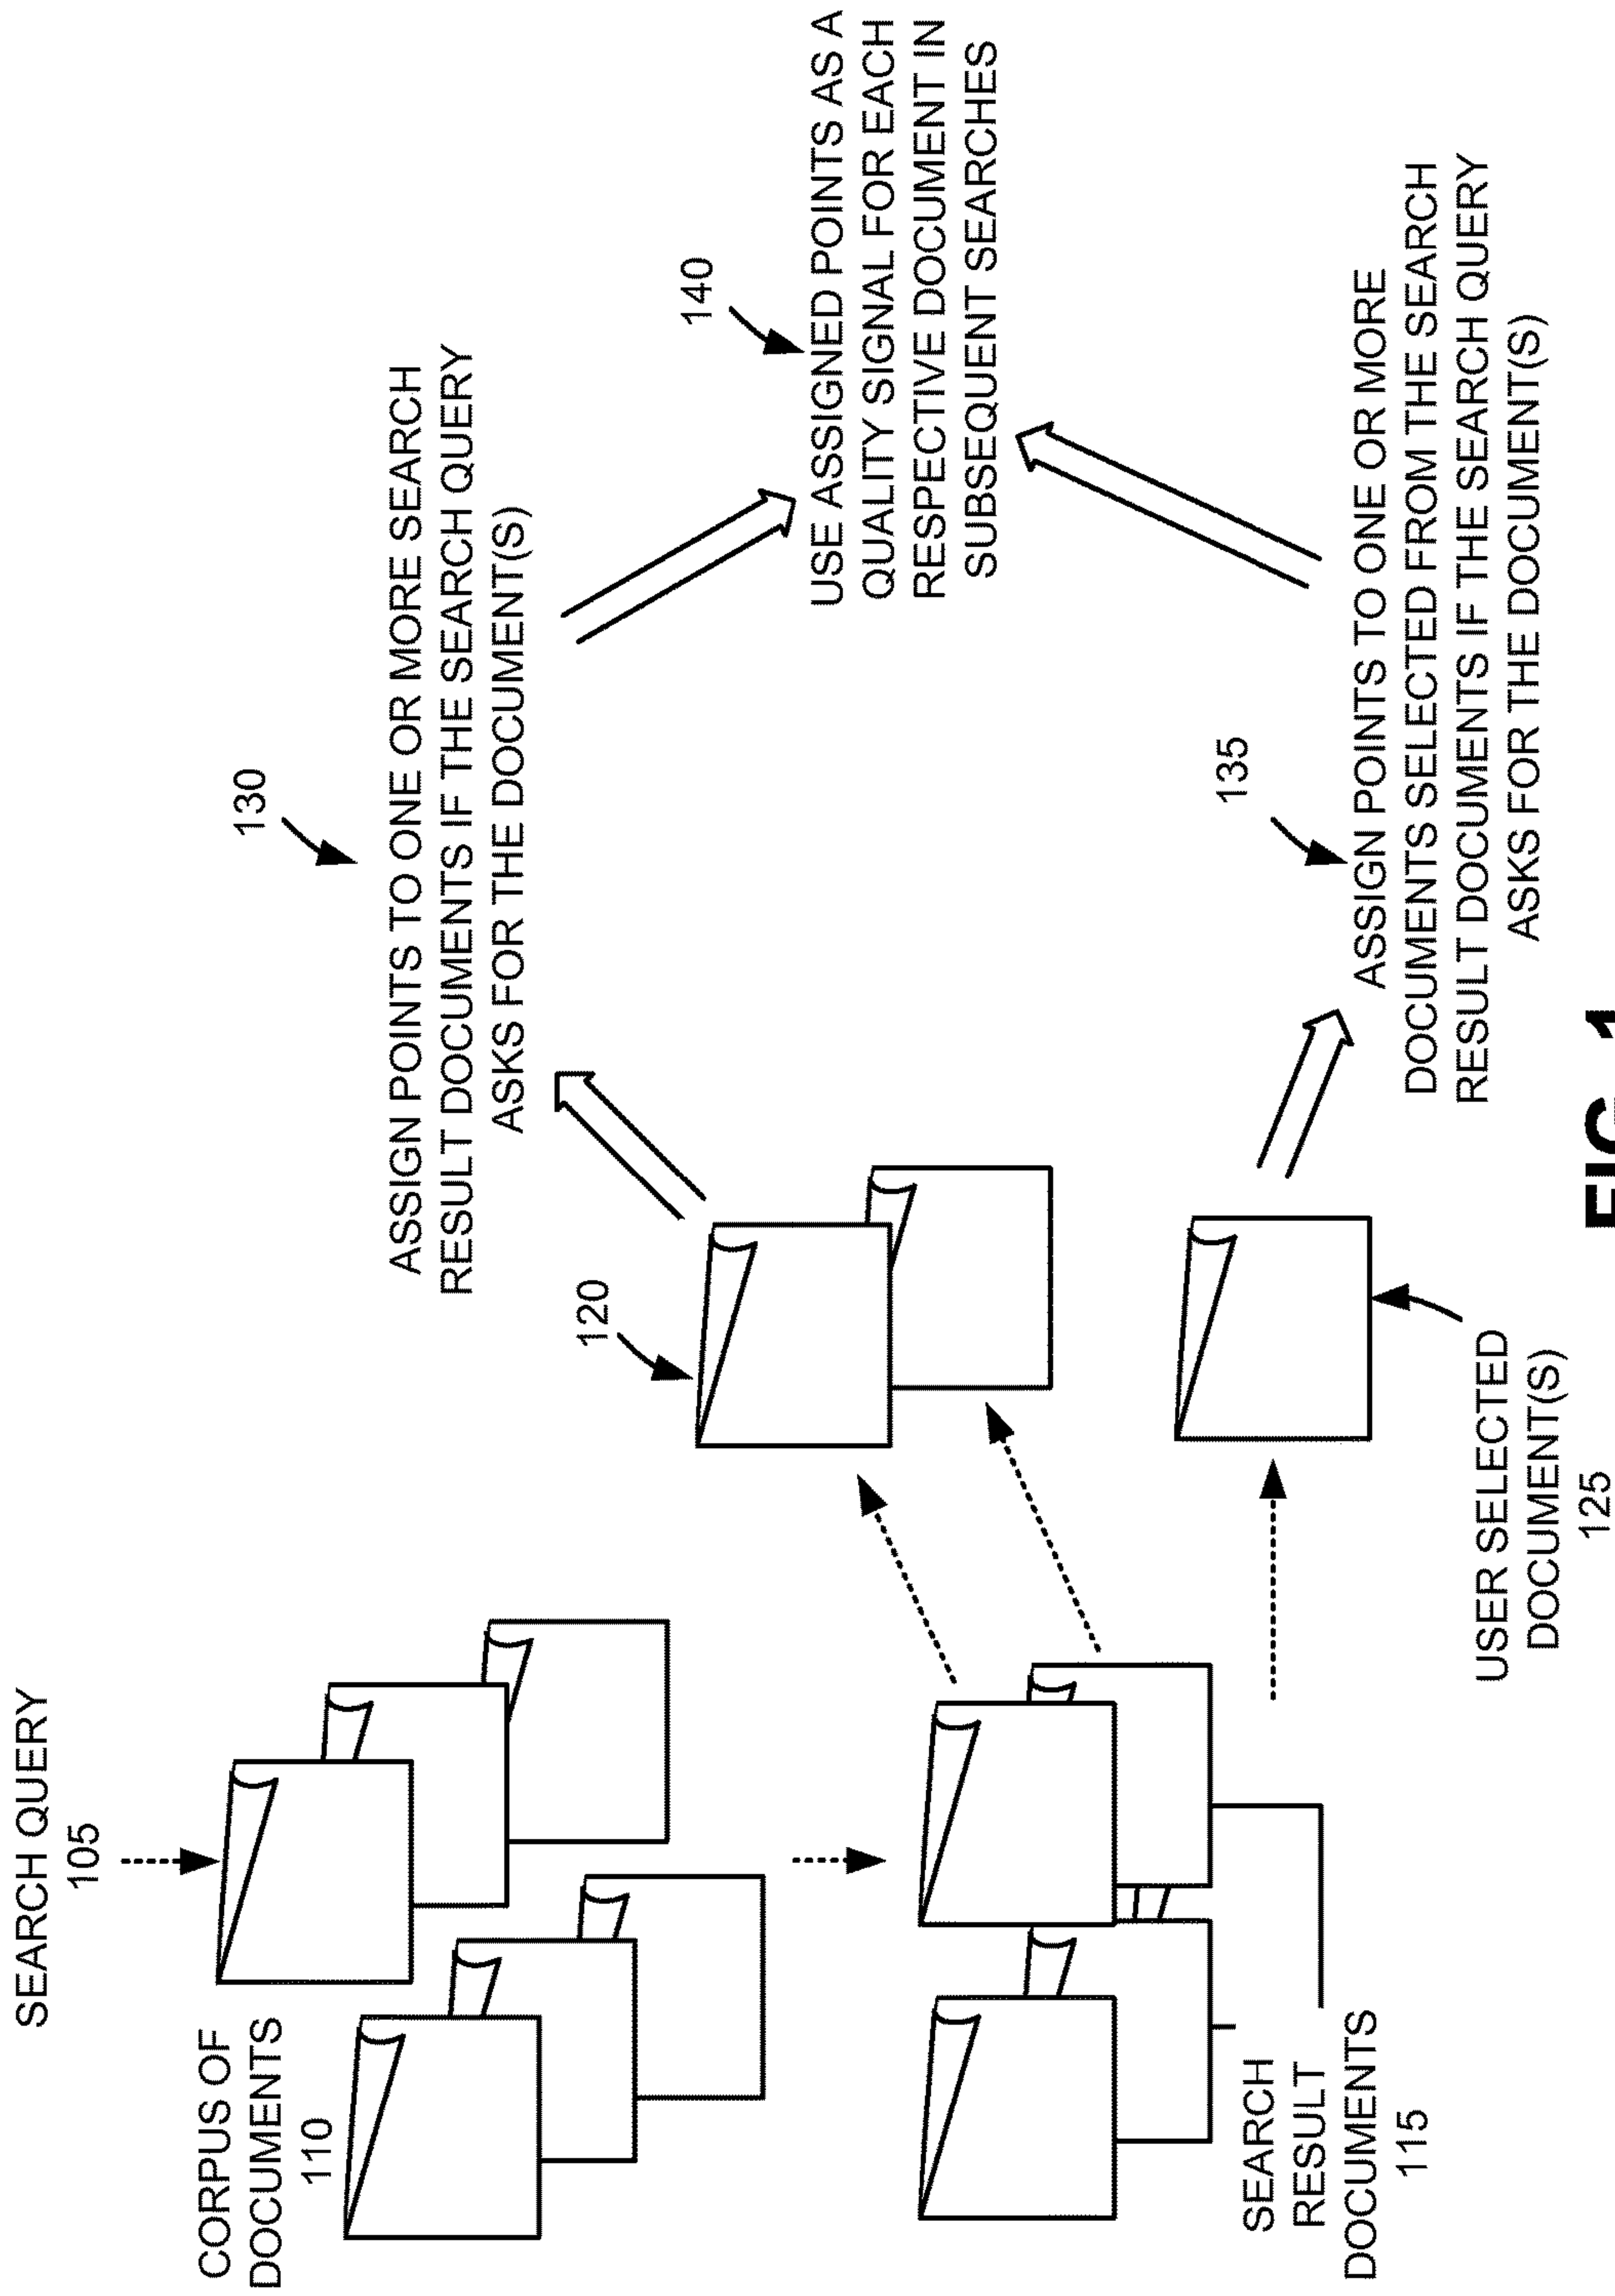 SEARCH QUERY
105
CORPUS OF
DOCUMENTS
110
SEARCH
RESULT
DOCUMENTS
115
120
USER SELECTED
DOCUMENT(S)
125
130
ASSIGN POINTS TO ONE OR MORE SEARCH
RESULT DOCUMENTS IF THE SEARCH QUERY
ASKS FOR THE DOCUMENT(S)
135
ASSIGN POINTS TO ONE OR MORE
DOCUMENTS SELECTED FROM THE SEARCH
RESULT DOCUMENTS IF THE SEARCH QUERY
ASKS FOR THE DOCUMENT(S)
140
USE ASSIGNED POINTS AS A
QUALITY SIGNAL FOR EACH
RESPECTIVE DOCUMENT IN
SUBSEQUENT SEARCHES
FIG. 1